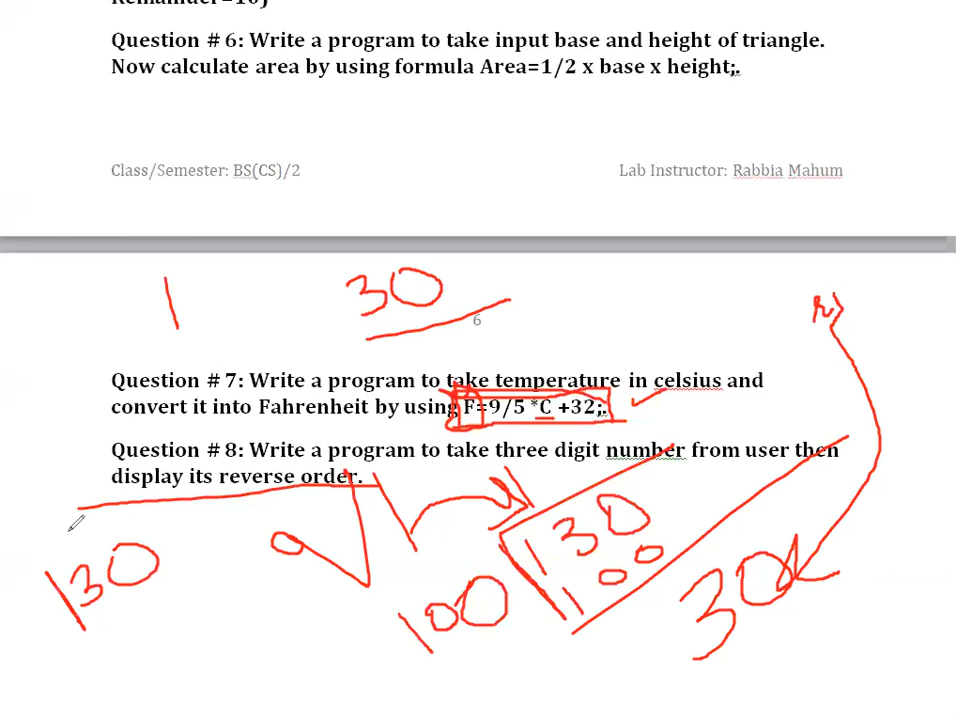 Question # 6: Write a program to take input base and height of triangle.
Now calculate area by using formula Area=1/2 x base x height;.
Class/Semester: BS(CS)/2 Lab Instructor: Rabbia Mahum
1 30
6
Question # 7: Write a program to take temperature in celsius and
convert it into Fahrenheit by using F=9/5 *C +32;.
Question # 8: Write a program to take three digit number from user then
display its reverse order.
130
130
100
100
30